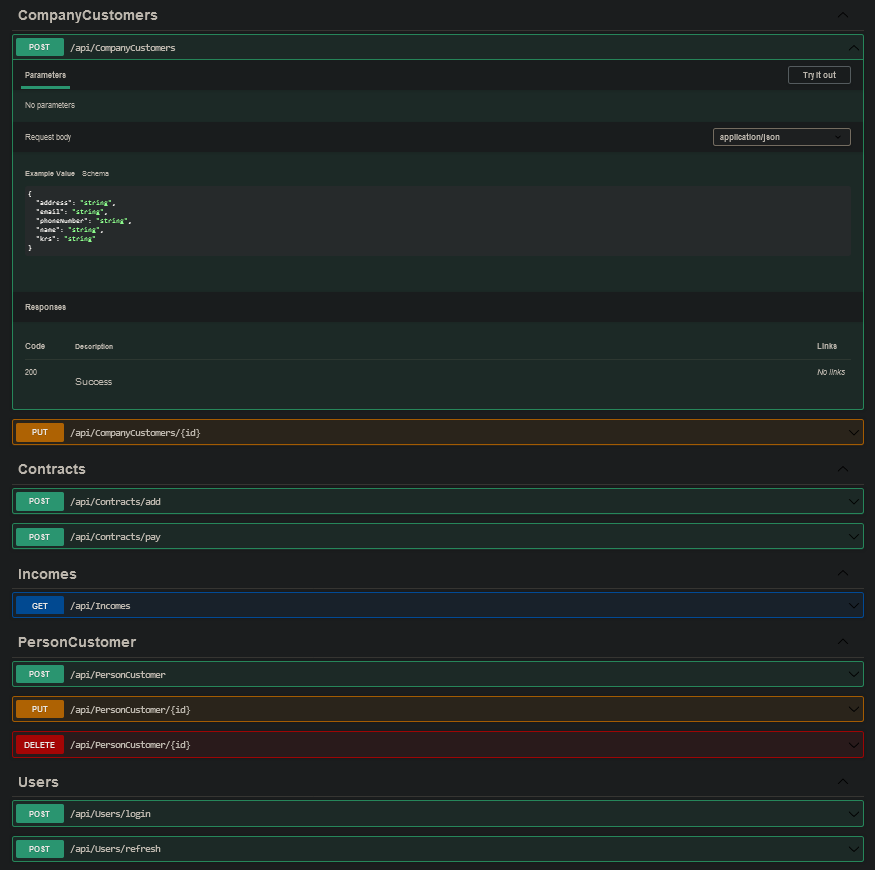 CompanyCustomers
POST /api/CompanyCustomers
Parameters Try it out
No parameters
Request body application/json
Example Value Schema
{
"address": "string",
"email": "string",
"phoneNumber": "string",
"name": "string",
"krs": "string"
}
Responses
Code Description Links
200 Success No links
PUT /api/CompanyCustomers/{id}
Contracts
POST /api/Contracts/add
POST /api/Contracts/pay
Incomes
GET /api/Incomes
PersonCustomer
POST /api/PersonCustomer
PUT /api/PersonCustomer/{id}
DELETE /api/PersonCustomer/{id}
Users
POST /api/Users/login
POST /api/Users/refresh